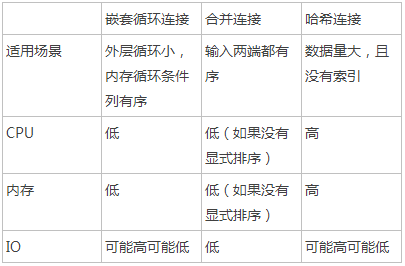 嵌套循环连接 合并连接 哈希连接
适用场景 外层循环小， 输入两端都有 数据量大，且
内存循环条件 序 没有索引
列有序
CPU 低 低（如果没有 高
显式排序）
内存 低 低（如果没有 高
显式排序）
IO 可能高可能低 低 可能高可能低